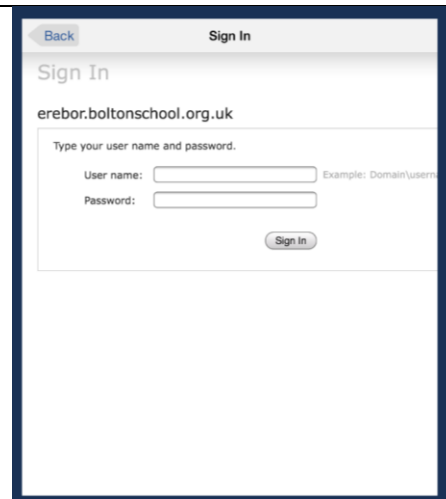 Back Sign In
Sign In
erebor.boltonschool.org.uk
Type your user name and password.
User name: Example: Domain\userna
Password:
Sign In